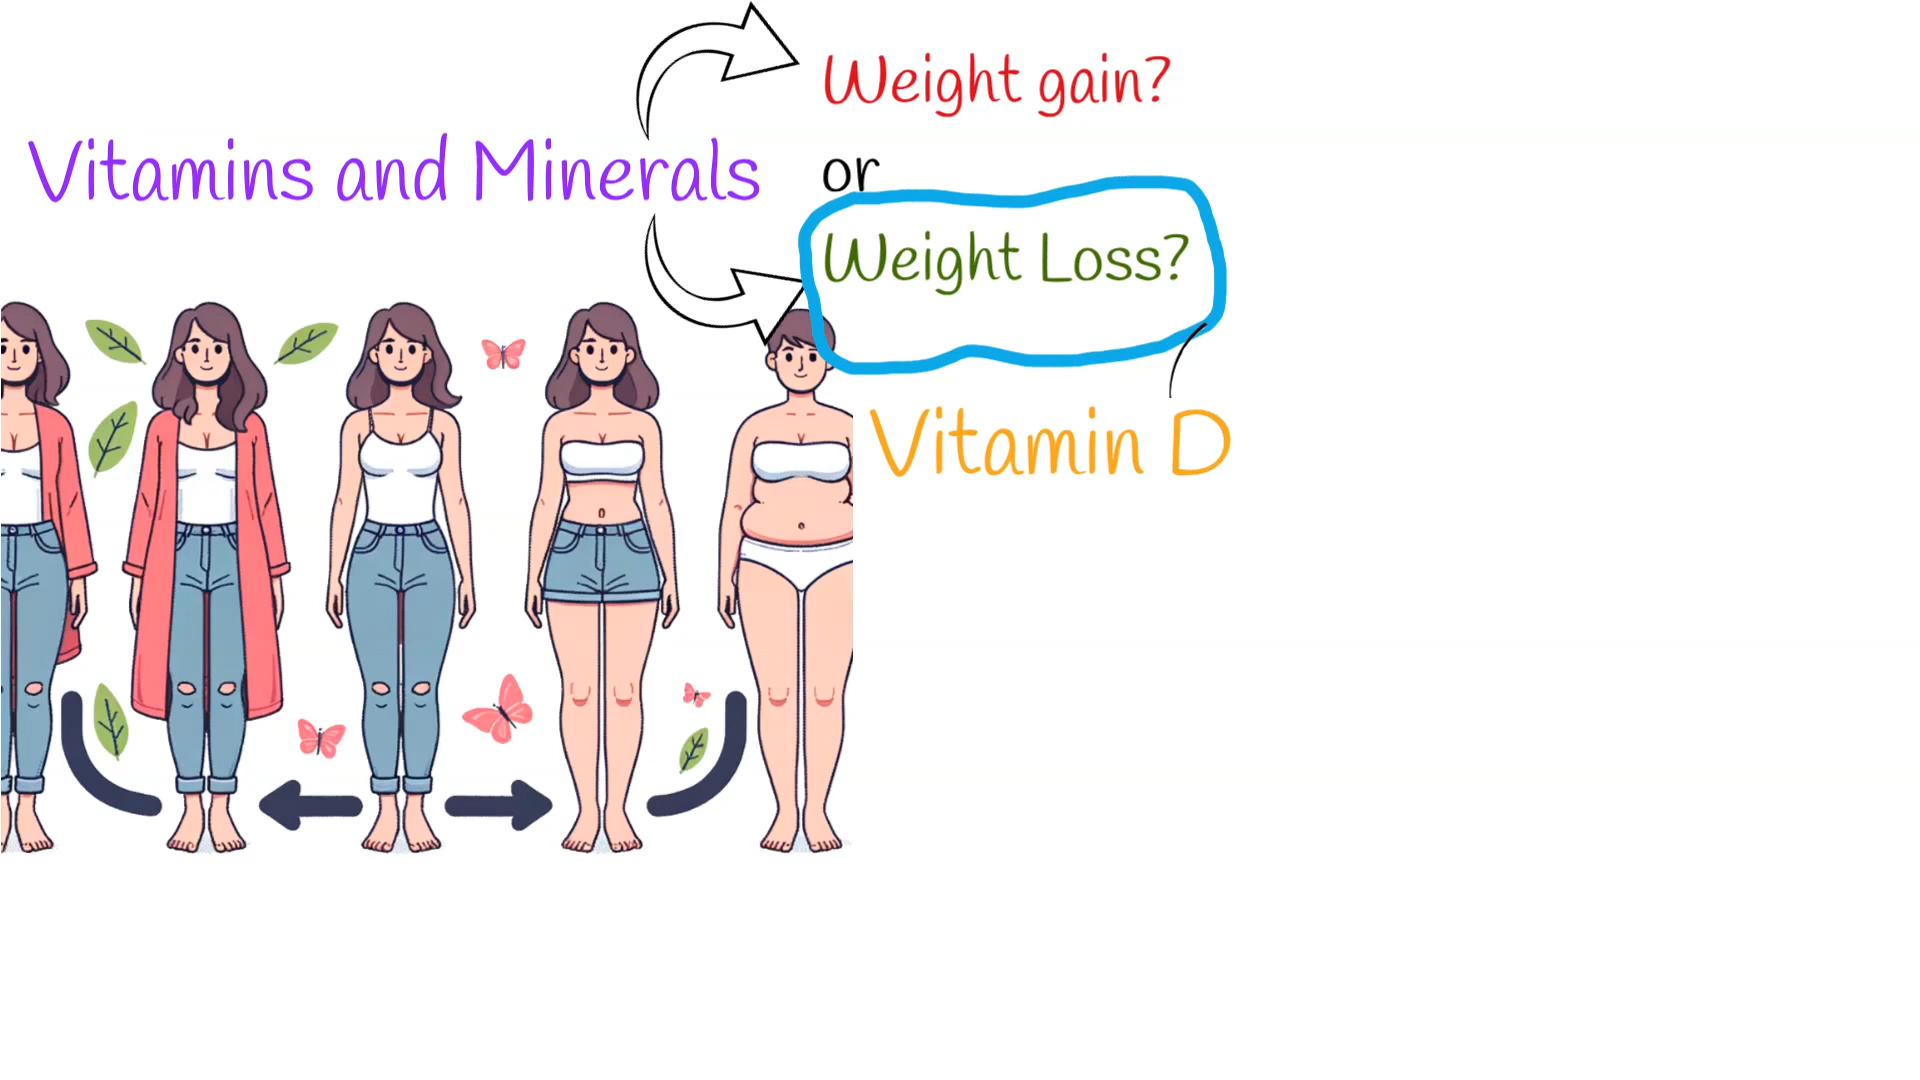 Weight gain?
Vitamins and Minerals
or
Weight Loss?
Vitamin D